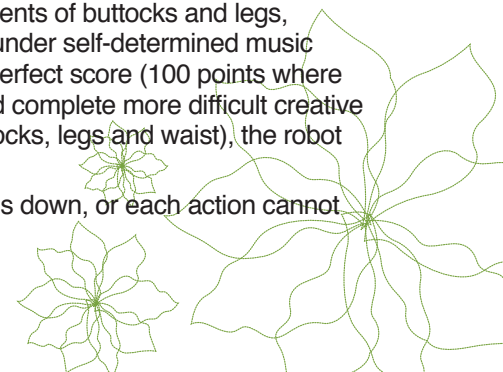 ents of buttocks and legs,
under self-determined music
erfect score (100 points where
d complete more difficult creative
ocks, legs and waist), the robot
s down, or each action cannot